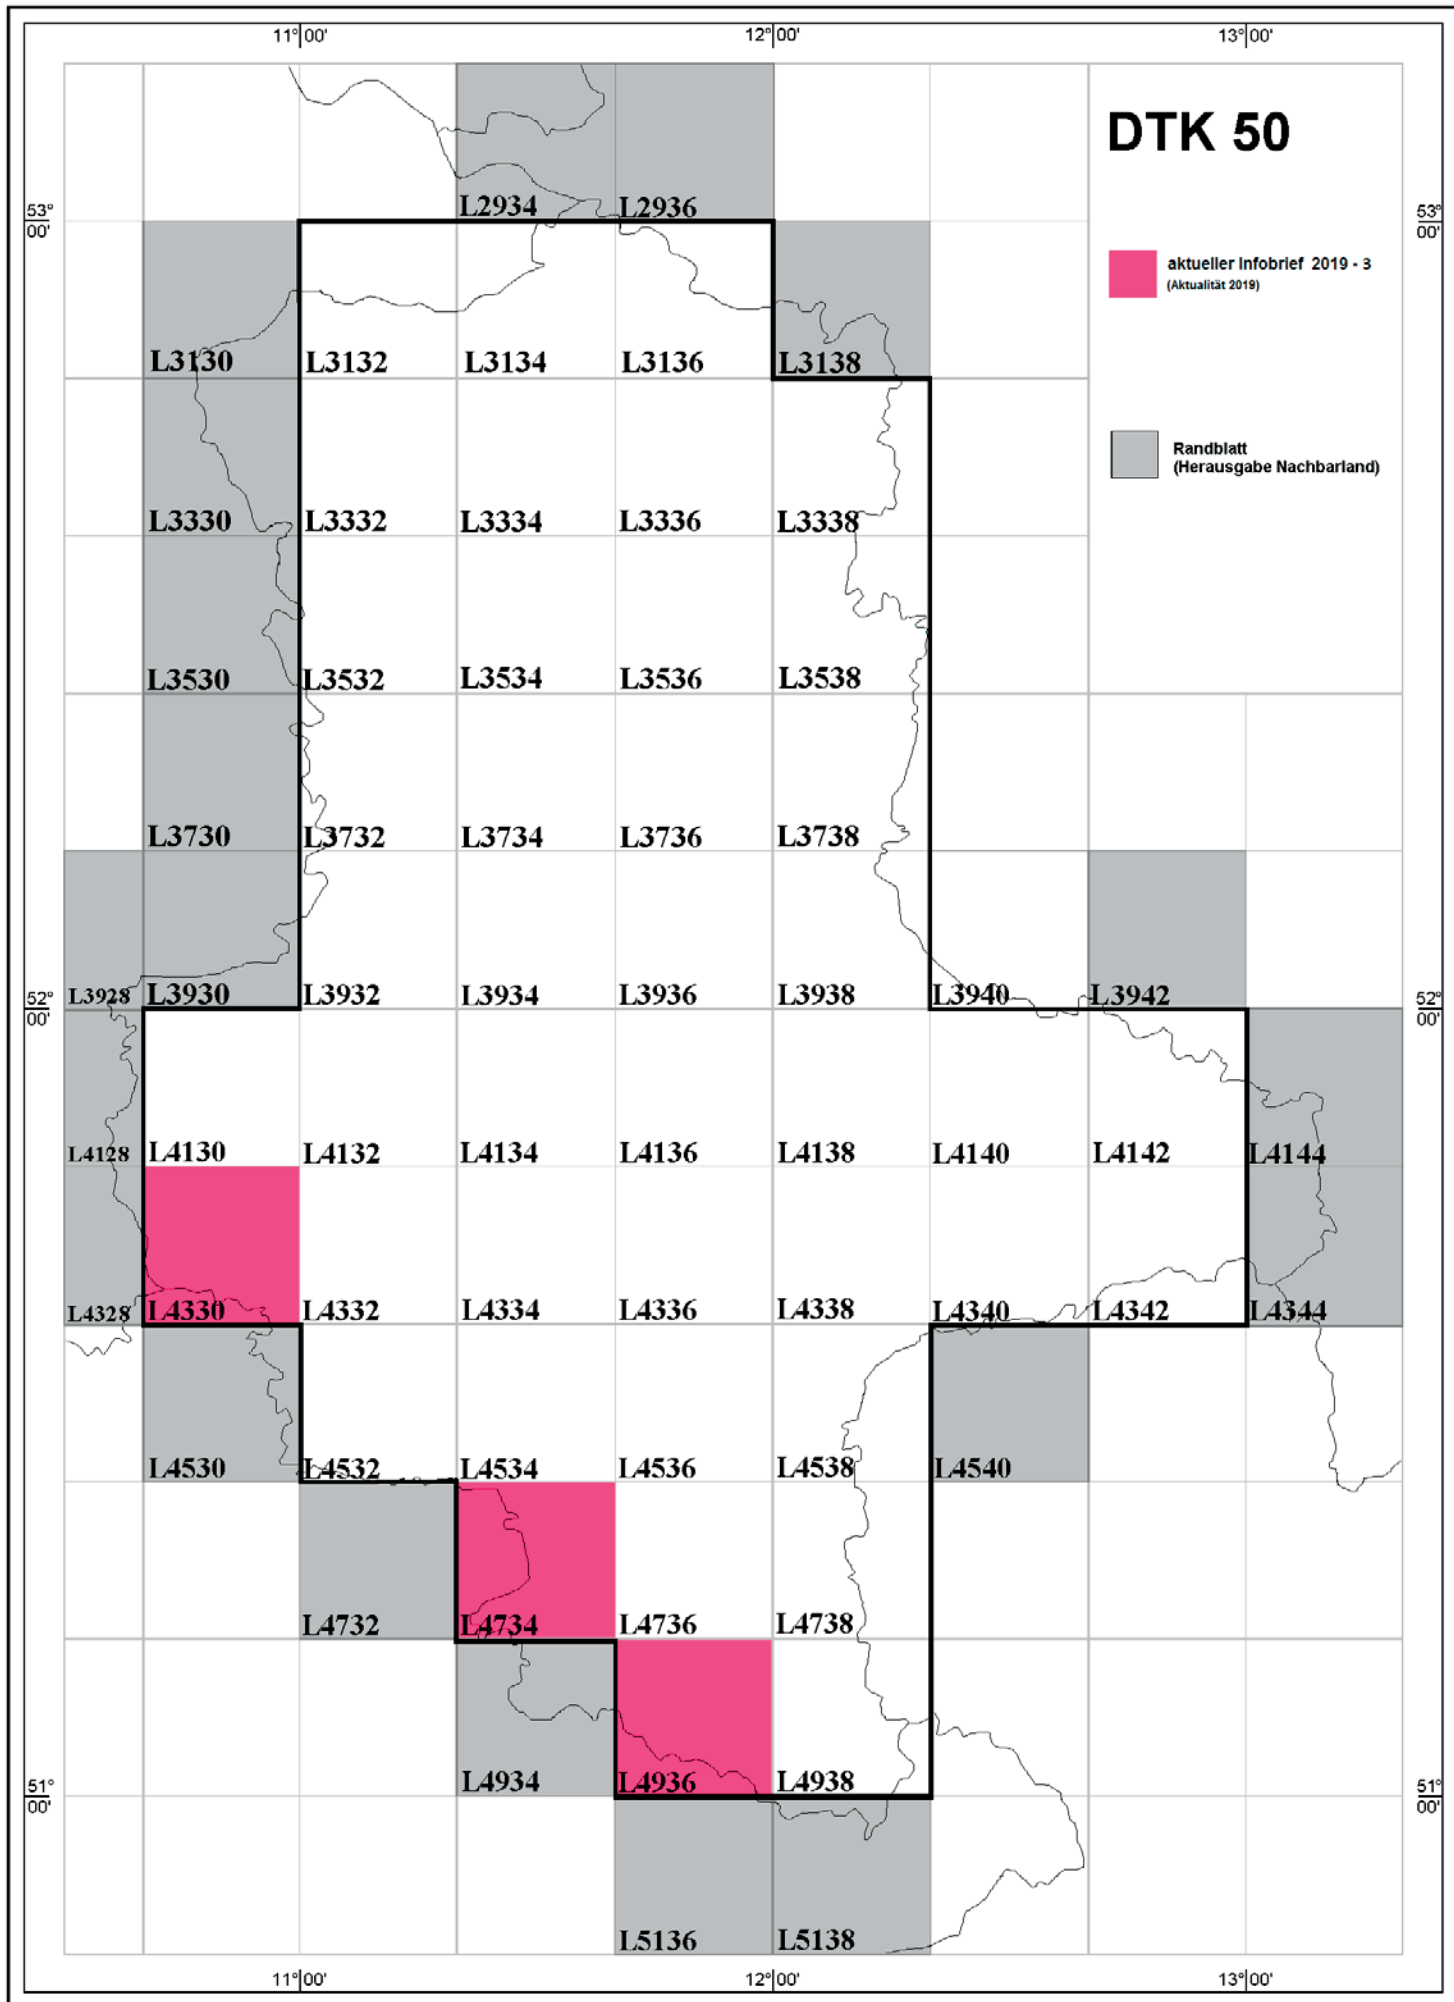 11°00'
12°00'
13°00'
DTK 50
53°
00'
L2934
L2936
53°
00'
aktueller Infobrief 2019 - 3
(Aktualität 2019)
L3130
L3132
L3134
L3136
L3138
Randblatt
(Herausgabe Nachbarland)
L3330
L3332
L3334
L3336
L3338
L3530
L3532
L3534
L3536
L3538
L3730
L3732
L3734
L3736
L3738
52°
00'
L3928
L3930
L3932
L3934
L3936
L3938
L3940
L3942
52°
00'
L4128
L4130
L4132
L4134
L4136
L4138
L4140
L4142
L4144
L4328
L4330
L4332
L4334
L4336
L4338
L4340
L4342
L4344
L4530
L4532
L4534
L4536
L4538
L4540
L4732
L4734
L4736
L4738
51°
00'
L4934
L4936
L4938
51°
00'
L5136
L5138
11°00'
12°00'
13°00'